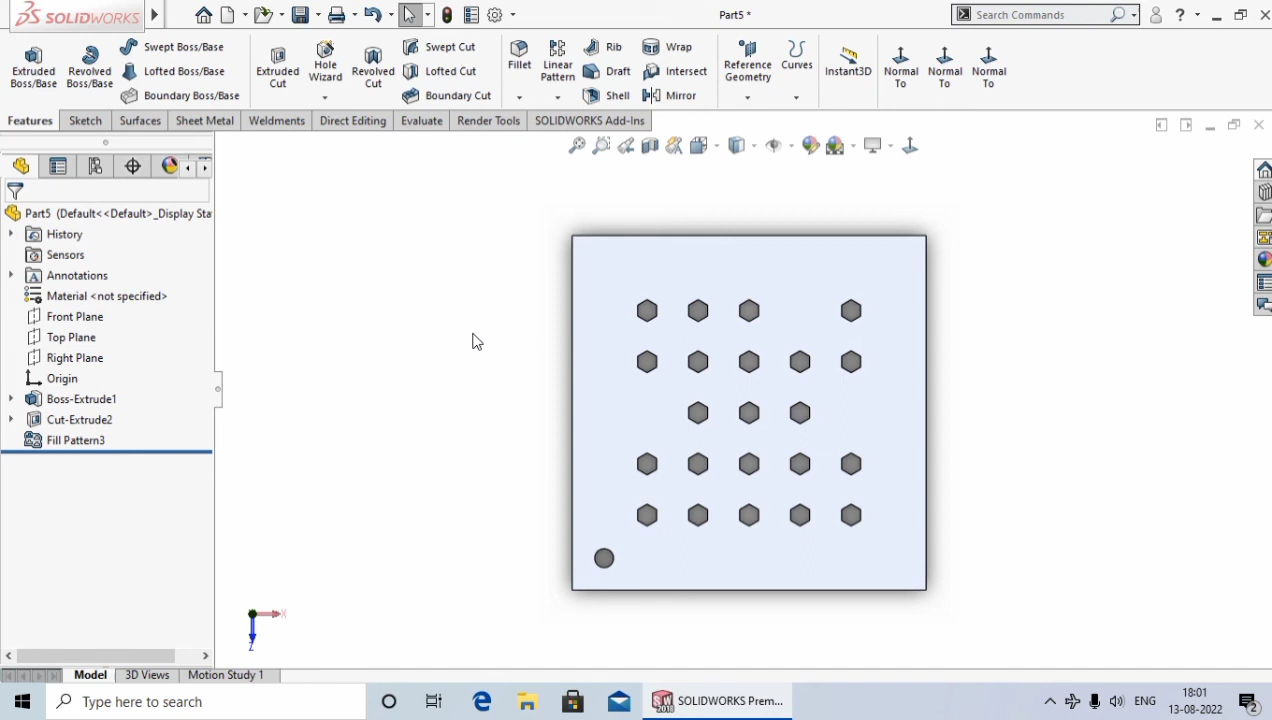 SOLIDWORKS
Part5 *
Search Commands
Extruded Boss/Base
Revolved Boss/Base
Swept Boss/Base
Lofted Boss/Base
Boundary Boss/Base
Extruded Cut
Hole Wizard
Revolved Cut
Swept Cut
Lofted Cut
Boundary Cut
Fillet
Linear Pattern
Rib
Draft
Shell
Wrap
Intersect
Mirror
Reference Geometry
Curves
Instant3D
Normal To
Normal To
Normal To
Features
Sketch
Surfaces
Sheet Metal
Weldments
Direct Editing
Evaluate
Render Tools
SOLIDWORKS Add-Ins
Part5 (Default<<Default>_Display Sta
History
Sensors
Annotations
Material <not specified>
Front Plane
Top Plane
Right Plane
Origin
Boss-Extrude1
Cut-Extrude2
Fill Pattern3
X
Z
Model
3D Views
Motion Study 1
Type here to search
SOLIDWORKS Prem...
ENG
18:01
13-08-2022
2